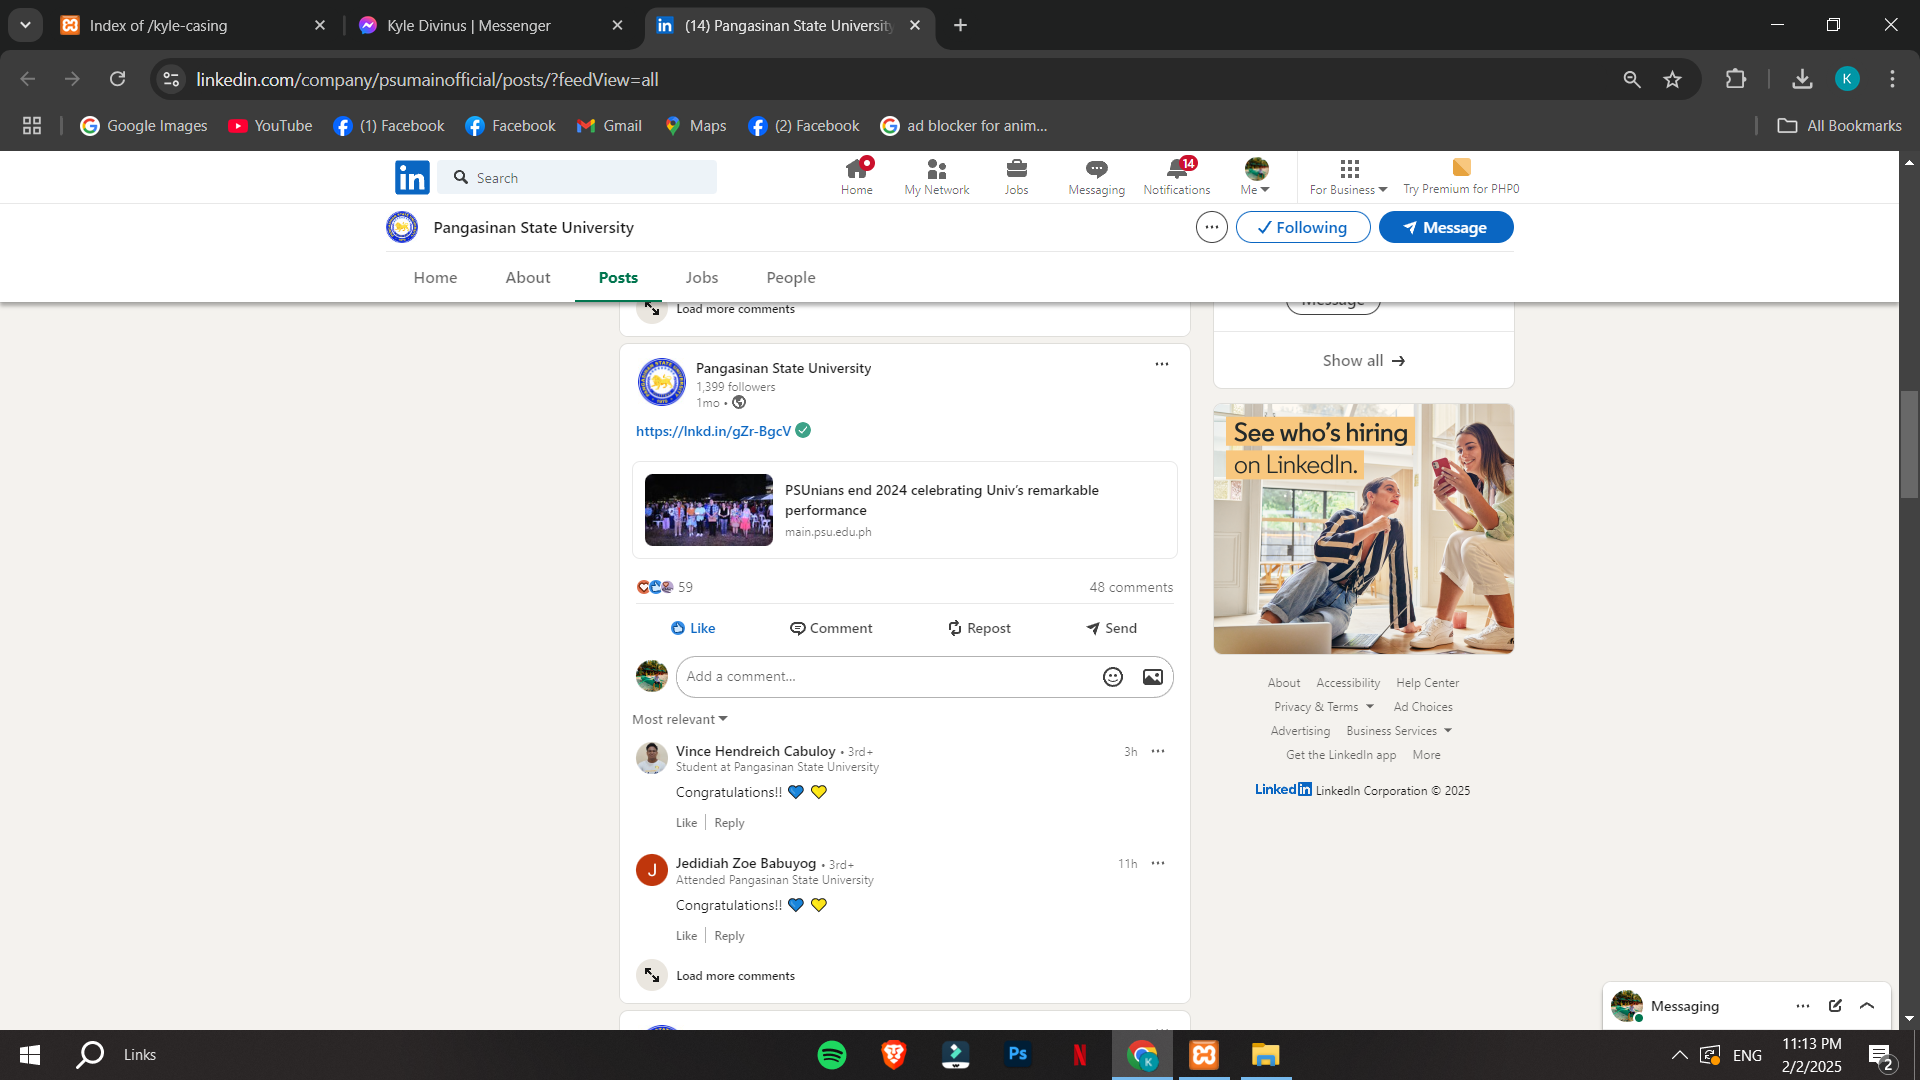 Index of /kyle-casing
Kyle Divinus | Messenger
(14) Pangasinan State University
linkedin.com/company/psumainofficial/posts/?feedView=all
K
Google Images
YouTube
(1) Facebook
Facebook
Gmail
Maps
(2) Facebook
ad blocker for anim...
All Bookmarks
in
Search
Home
My Network
Jobs
Messaging
14
Notifications
Me
For Business
Try Premium for PHP0
Pangasinan State University
Following
Message
Home
About
Posts
Jobs
People
Load more comments
Message
Show all
Pangasinan State University
1,399 followers
1mo •
https://lnkd.in/gZr-BgcV
PSUnians end 2024 celebrating Univ's remarkable
performance
main.psu.edu.ph
59
48 comments
Like
Comment
Repost
Send
Add a comment...
Most relevant
Vince Hendreich Cabuloy • 3rd+
3h
Student at Pangasinan State University
Congratulations!! 💙 💛
Like
Reply
J
Jedidiah Zoe Babuyog • 3rd+
11h
Attended Pangasinan State University
Congratulations!! 💙 💛
Like
Reply
Load more comments
See who's hiring
on LinkedIn.
About
Accessibility
Help Center
Privacy & Terms
Ad Choices
Advertising
Business Services
Get the LinkedIn app
More
LinkedIn LinkedIn Corporation © 2025
Messaging
Links
Ps
N
K
ENG
11:13 PM
2/2/2025
2